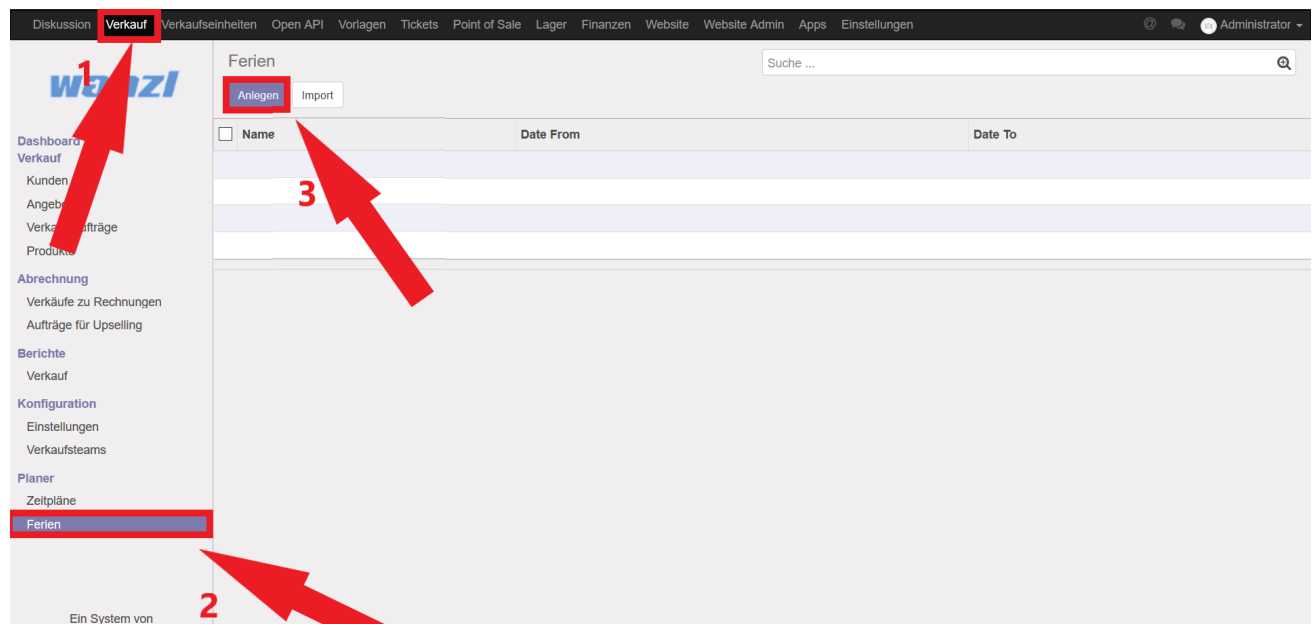 Diskussion Verkauf Verkaufseinheiten Open API Vorlagen Tickets Point of Sale Lager Finanzen Website Website Admin Apps Einstellungen @ Administrator
1
wanzl
Ferien
Suche ...
Anlegen Import
Name Date From Date To
3
Dashboard
Verkauf
Kunden
Produkte
Abrechnung
Verkäufe zu Rechnungen
Aufträge für Upselling
Berichte
Verkauf
Konfiguration
Einstellungen
Verkaufsteams
Planer
Zeitpläne
Ferien
2
Ein System von